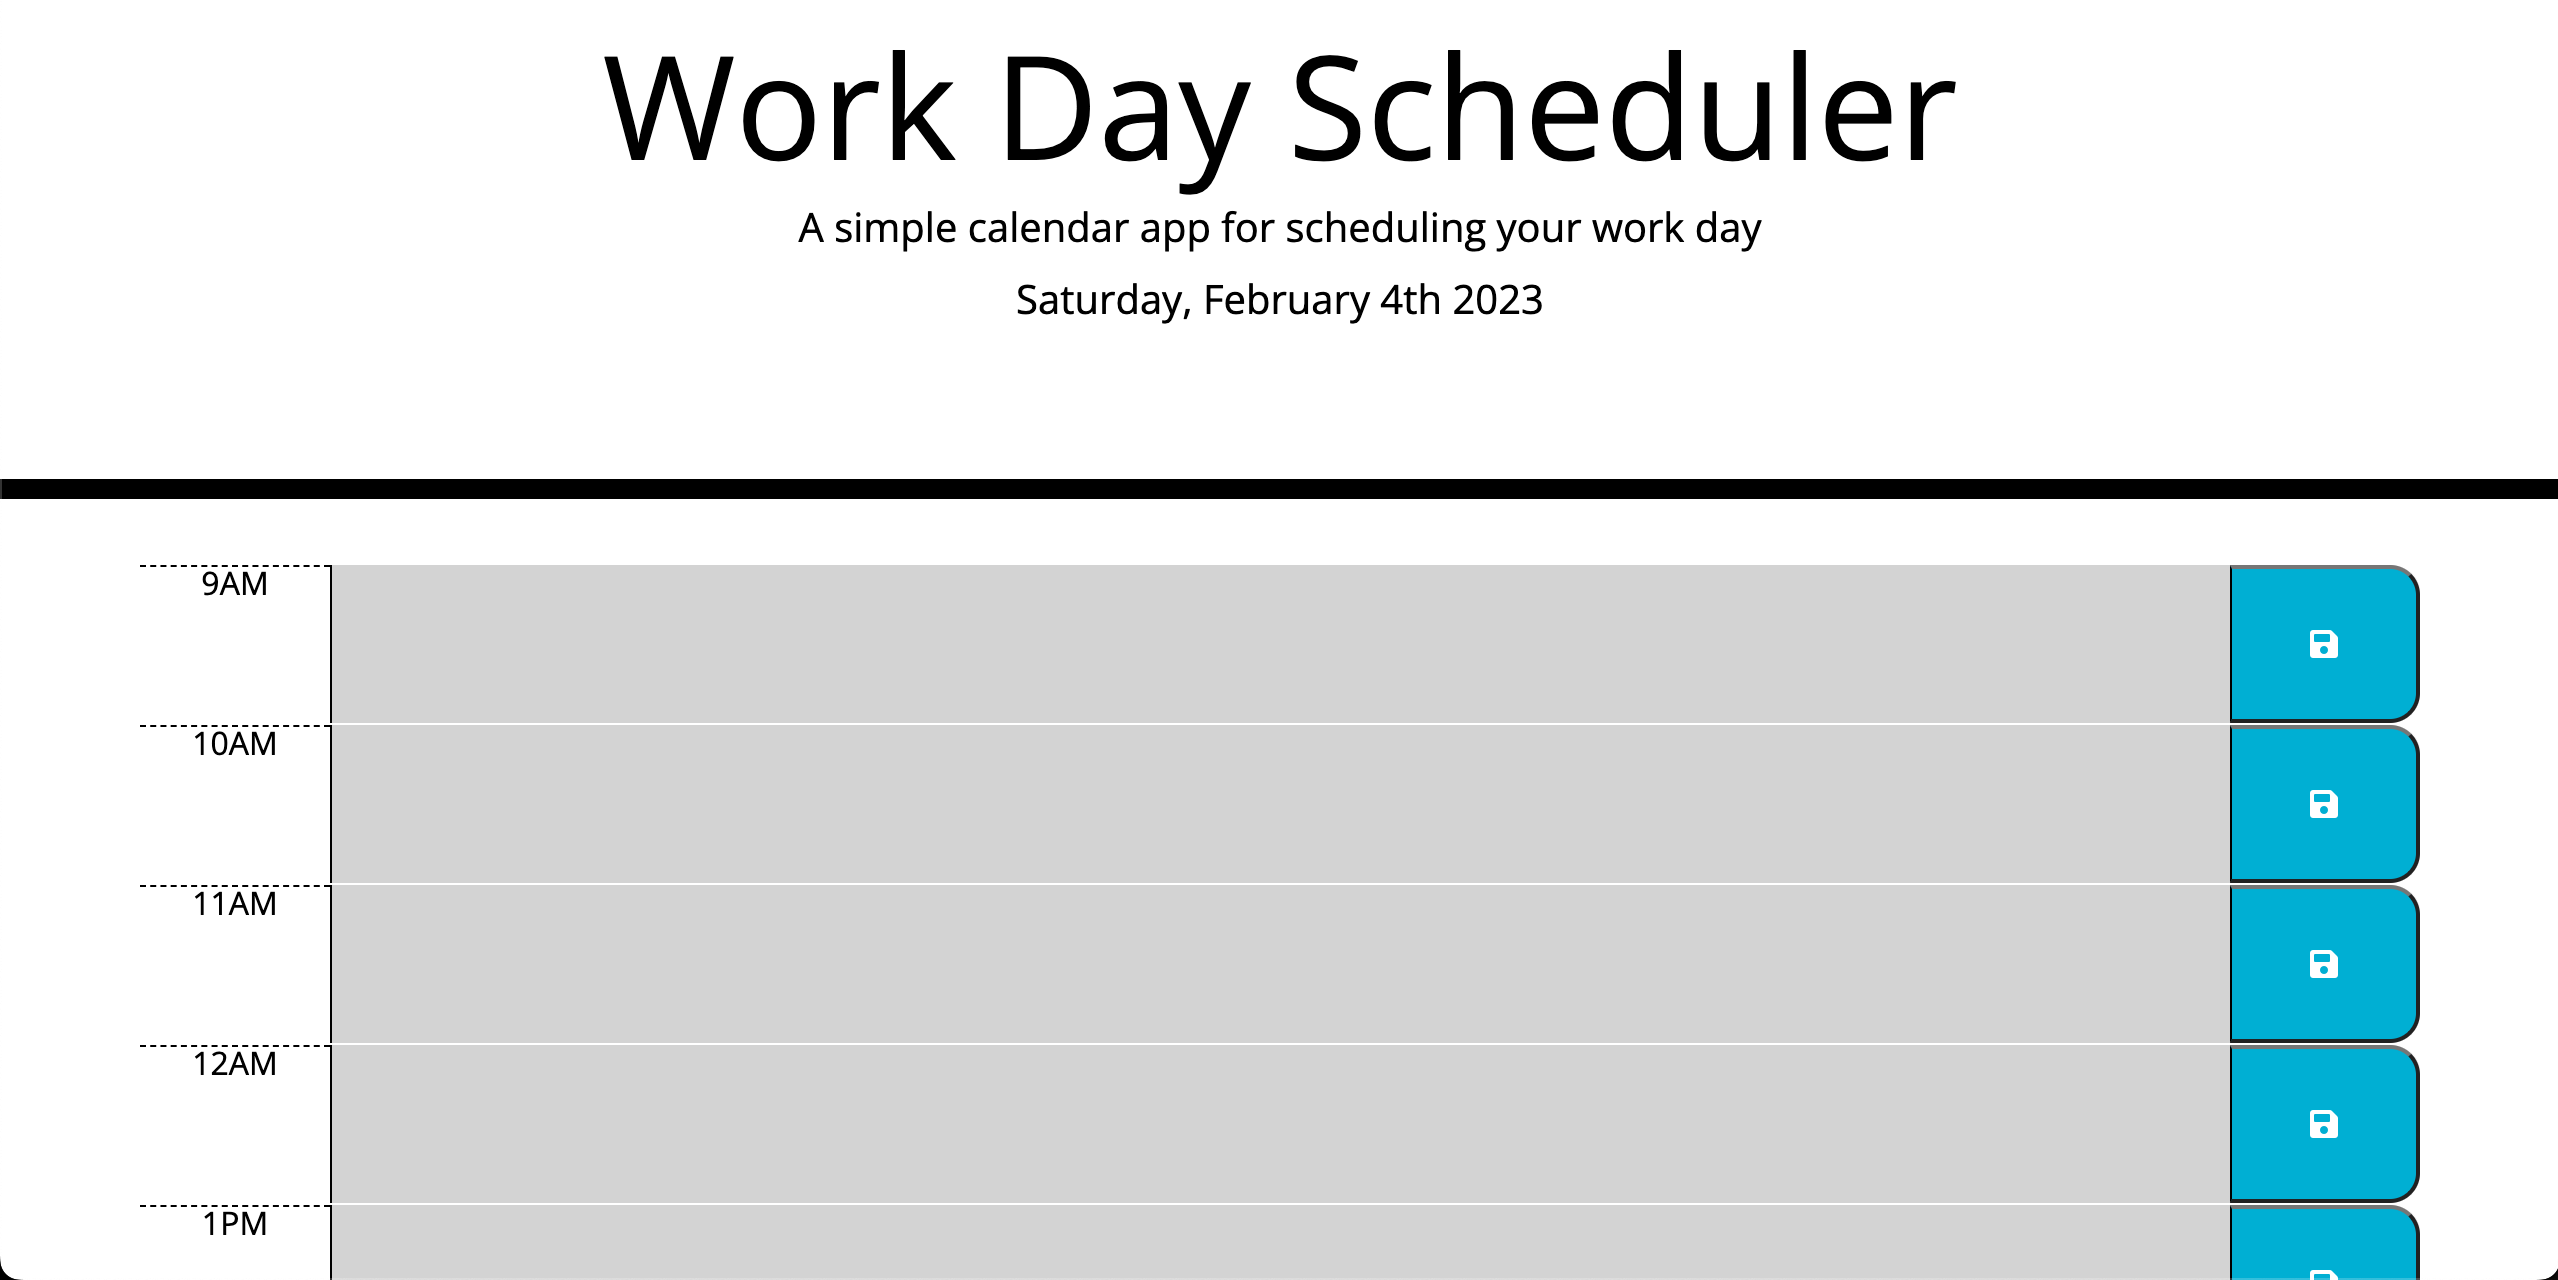 Work Day Scheduler
A simple calendar app for scheduling your work day
Saturday, February 4th 2023
9AM
10AM
11AM
12AM
1PM